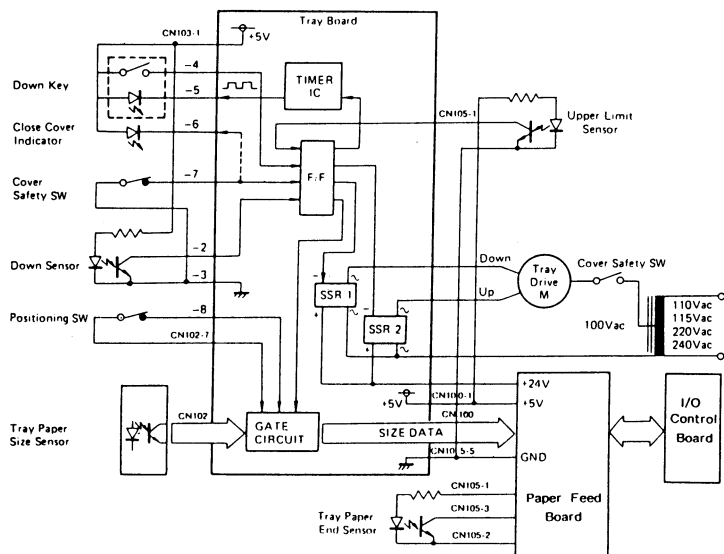 Tray Board
CN103-1
+5V
-4
Down Key
-5
TIMER
IC
Close Cover
Indicator
-6
CN105-1
Upper Limit
Sensor
F/F
Cover
Safety SW
-7
-2
Down Sensor
-3
Down
Tray
Drive
M
Cover Safety SW
Up
SSR 1
SSR 2
- + - +
Positioning SW
-8
CN102-7
100Vac
110Vac
115Vac
220Vac
240Vac
+24V
+5V
CN100-1
+5V
CN100
Tray Paper
Size Sensor
CN102
GATE
CIRCUIT
SIZE DATA
I/O
Control
Board
CN105-5
GND
CN105-1
CN105-3
CN105-2
Tray Paper
End Sensor
Paper Feed
Board